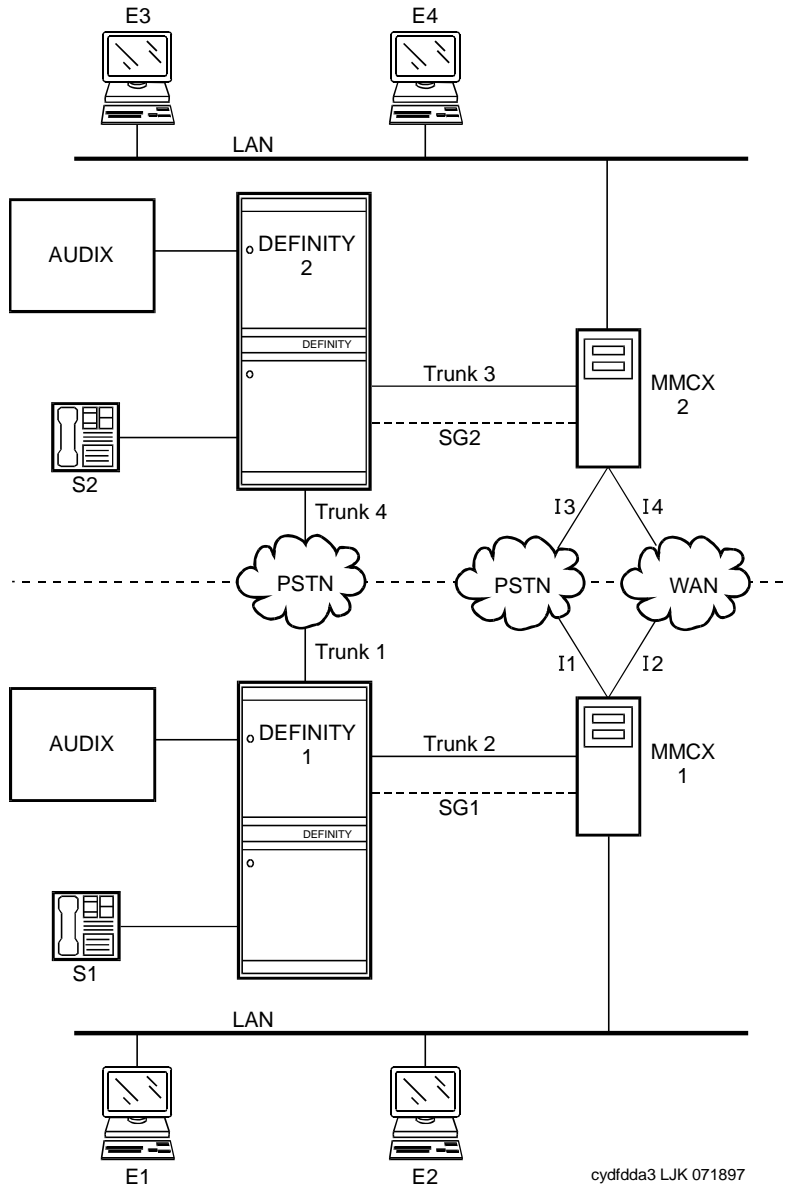 E3
E4
LAN
AUDIX
DEFINITY
2
DEFINITY
Trunk 3
MMCX
2
SG2
S2
Trunk 4
I3
I4
PSTN
PSTN
WAN
Trunk 1
I1
I2
AUDIX
DEFINITY
1
DEFINITY
Trunk 2
MMCX
1
SG1
S1
LAN
E1
E2
cydfdda3 LJK 071897